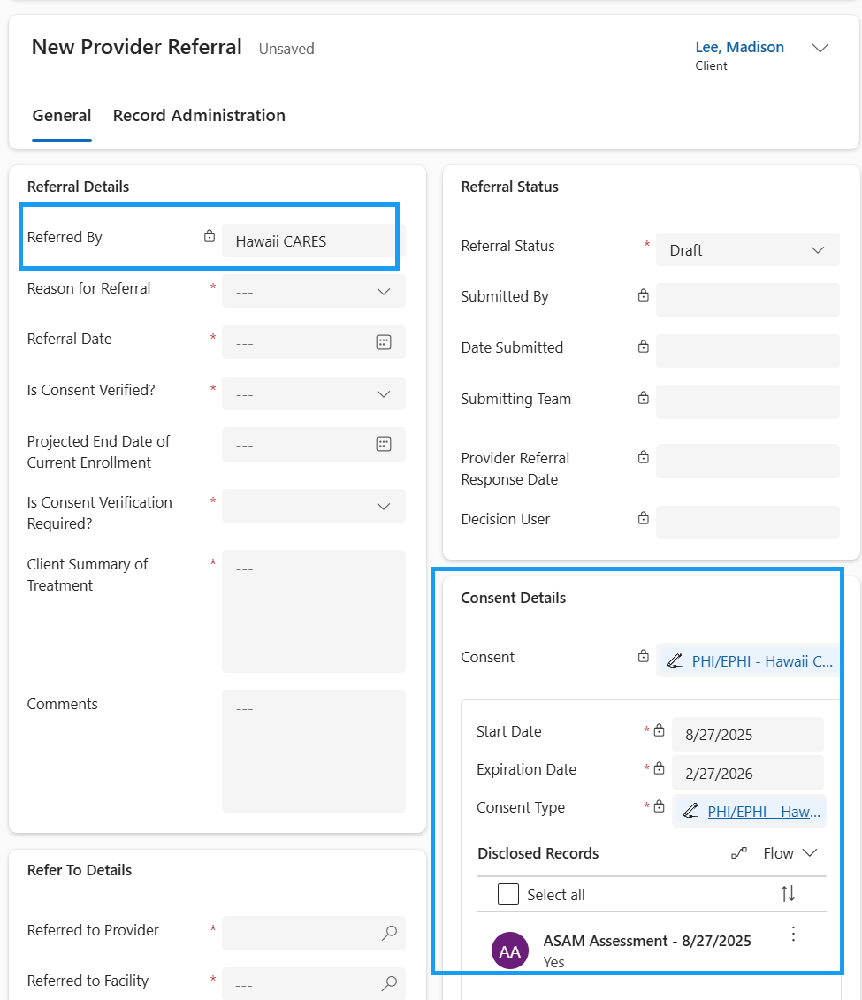 New Provider Referral - Unsaved
Lee, Madison
Client
General
Record Administration
Referral Details
Referred By
Hawaii CARES
Reason for Referral * ---
Referral Date * ---
Is Consent Verified? * ---
Projected End Date of
Current Enrollment
---
Is Consent Verification
Required?
* ---
Client Summary of
Treatment
* ---
Comments
---
Refer To Details
Referred to Provider * ---
Referred to Facility * ---
Referral Status
Referral Status * Draft
Submitted By
Date Submitted
Submitting Team
Provider Referral
Response Date
Decision User
Consent Details
Consent
PHI/EPHI - Hawaii C...
Start Date * 8/27/2025
Expiration Date * 2/27/2026
Consent Type * PHI/EPHI - Haw...
Disclosed Records
Flow
Select all
AA
ASAM Assessment - 8/27/2025
Yes